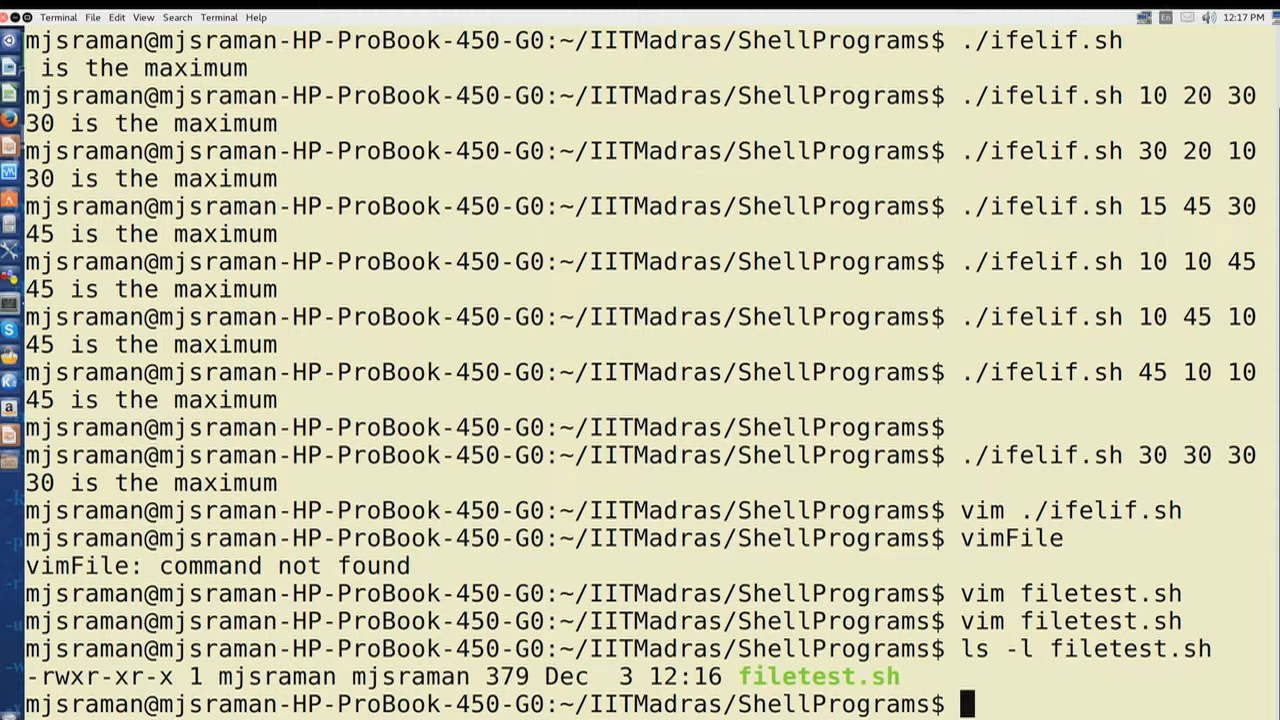 Terminal File Edit View Search Terminal Help En 12:17 PM
mjsraman@mjsraman-HP-ProBook-450-G0:~/IITMadras/ShellPrograms$ ./ifelif.sh
 is the maximum
mjsraman@mjsraman-HP-ProBook-450-G0:~/IITMadras/ShellPrograms$ ./ifelif.sh 10 20 30
30 is the maximum
mjsraman@mjsraman-HP-ProBook-450-G0:~/IITMadras/ShellPrograms$ ./ifelif.sh 30 20 10
30 is the maximum
mjsraman@mjsraman-HP-ProBook-450-G0:~/IITMadras/ShellPrograms$ ./ifelif.sh 15 45 30
45 is the maximum
mjsraman@mjsraman-HP-ProBook-450-G0:~/IITMadras/ShellPrograms$ ./ifelif.sh 10 10 45
45 is the maximum
mjsraman@mjsraman-HP-ProBook-450-G0:~/IITMadras/ShellPrograms$ ./ifelif.sh 10 45 10
45 is the maximum
mjsraman@mjsraman-HP-ProBook-450-G0:~/IITMadras/ShellPrograms$ ./ifelif.sh 45 10 10
45 is the maximum
mjsraman@mjsraman-HP-ProBook-450-G0:~/IITMadras/ShellPrograms$
mjsraman@mjsraman-HP-ProBook-450-G0:~/IITMadras/ShellPrograms$ ./ifelif.sh 30 30 30
30 is the maximum
mjsraman@mjsraman-HP-ProBook-450-G0:~/IITMadras/ShellPrograms$ vim ./ifelif.sh
mjsraman@mjsraman-HP-ProBook-450-G0:~/IITMadras/ShellPrograms$ vimFile
vimFile: command not found
mjsraman@mjsraman-HP-ProBook-450-G0:~/IITMadras/ShellPrograms$ vim filetest.sh
mjsraman@mjsraman-HP-ProBook-450-G0:~/IITMadras/ShellPrograms$ vim filetest.sh
mjsraman@mjsraman-HP-ProBook-450-G0:~/IITMadras/ShellPrograms$ ls -l filetest.sh
-rwxr-xr-x 1 mjsraman mjsraman 379 Dec  3 12:16 filetest.sh
mjsraman@mjsraman-HP-ProBook-450-G0:~/IITMadras/ShellPrograms$